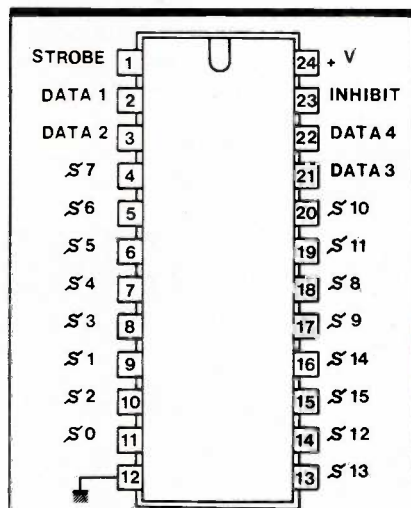 STROBE 1 24 + V
DATA 1 2 23 INHIBIT
DATA 2 3 22 DATA 4
S7 4 21 DATA 3
S6 5 20 S10
S5 6 19 S11
S4 7 18 S8
S3 8 17 S9
S1 9 16 S14
S2 10 15 S15
S0 11 14 S12
12 13 S13